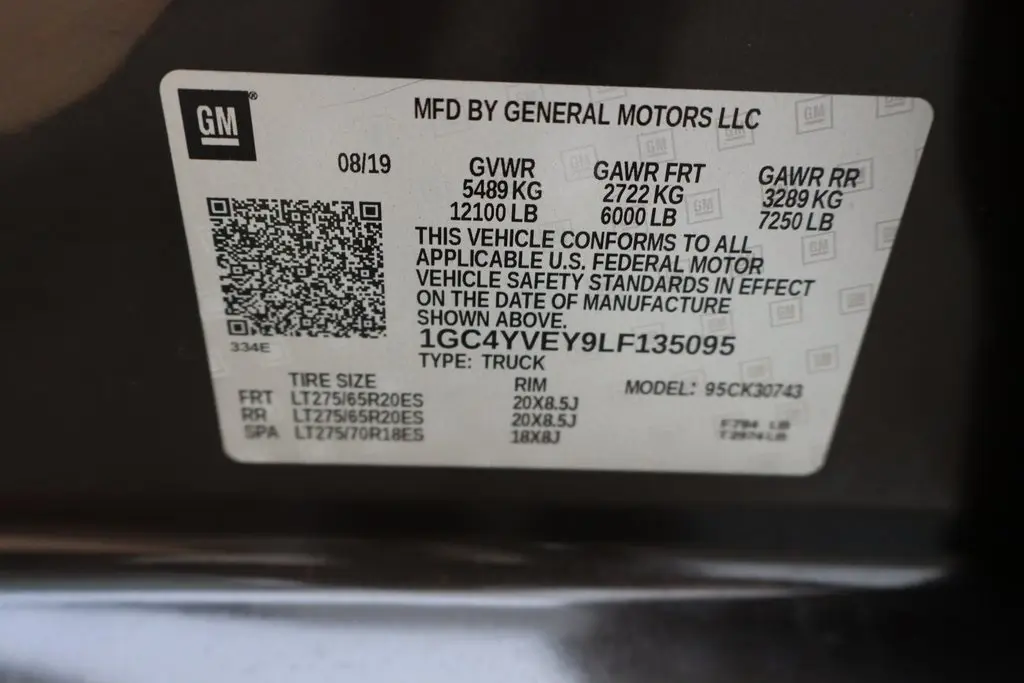 GM®
MFD BY GENERAL MOTORS LLC
08/19
GVWR GAWR FRT GAWR RR
5489 KG 2722 KG 3289 KG
12100 LB 6000 LB 7250 LB
THIS VEHICLE CONFORMS TO ALL
APPLICABLE U.S. FEDERAL MOTOR
VEHICLE SAFETY STANDARDS IN EFFECT
ON THE DATE OF MANUFACTURE
SHOWN ABOVE.
334E
1GC4YVEY9LF135095
TYPE: TRUCK
TIRE SIZE RIM MODEL: 95CK30743
FRT LT275/65R20ES 20X8.5J
RR LT275/65R20ES 20X8.5J
SPA LT275/70R18ES 18X8J
F794 LB
T2974LB